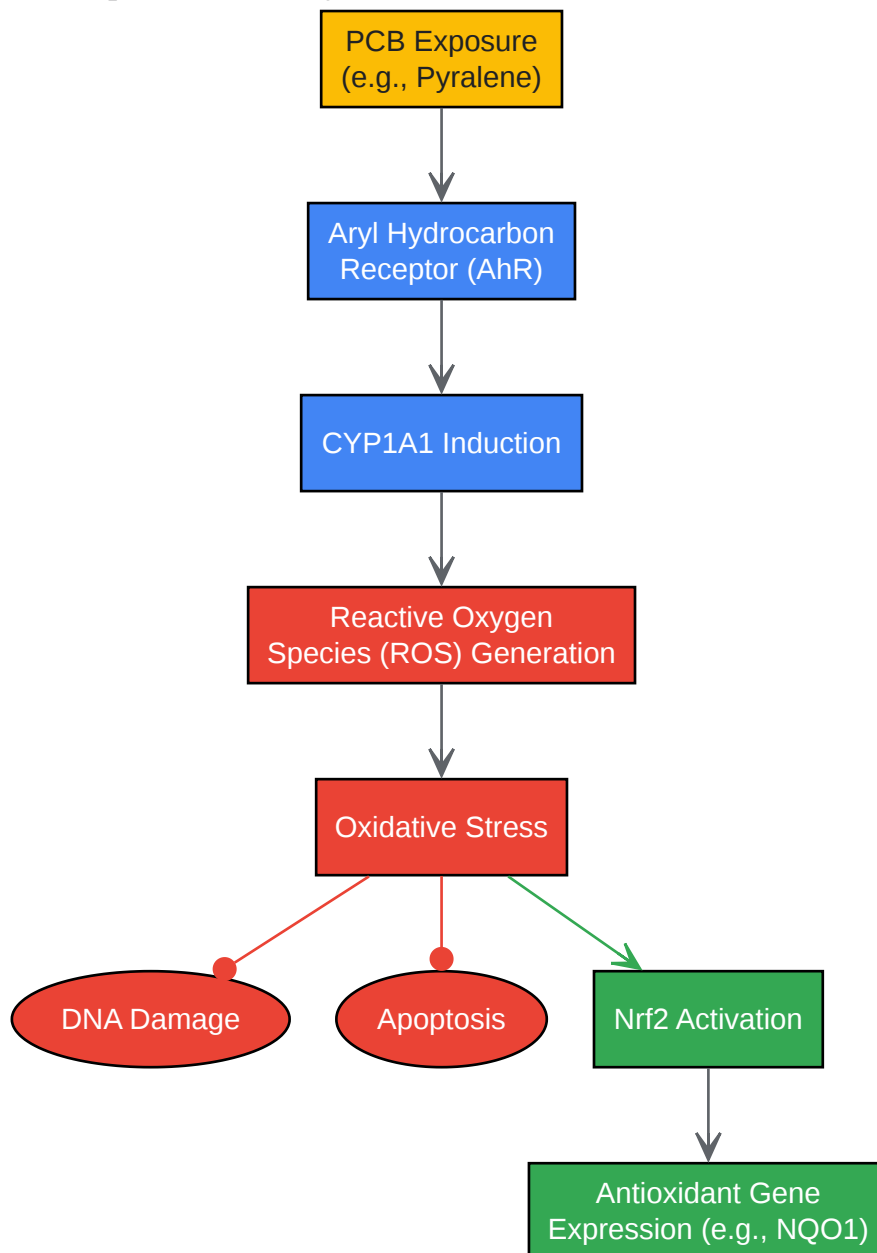 PCB Exposure
(e.g., Pyralene)
Aryl Hydrocarbon
Receptor (AhR)
CYP1A1 Induction
Reactive Oxygen
Species (ROS) Generation
Oxidative Stress
DNA Damage
Apoptosis
Nrf2 Activation
Antioxidant Gene
Expression (e.g., NQO1)